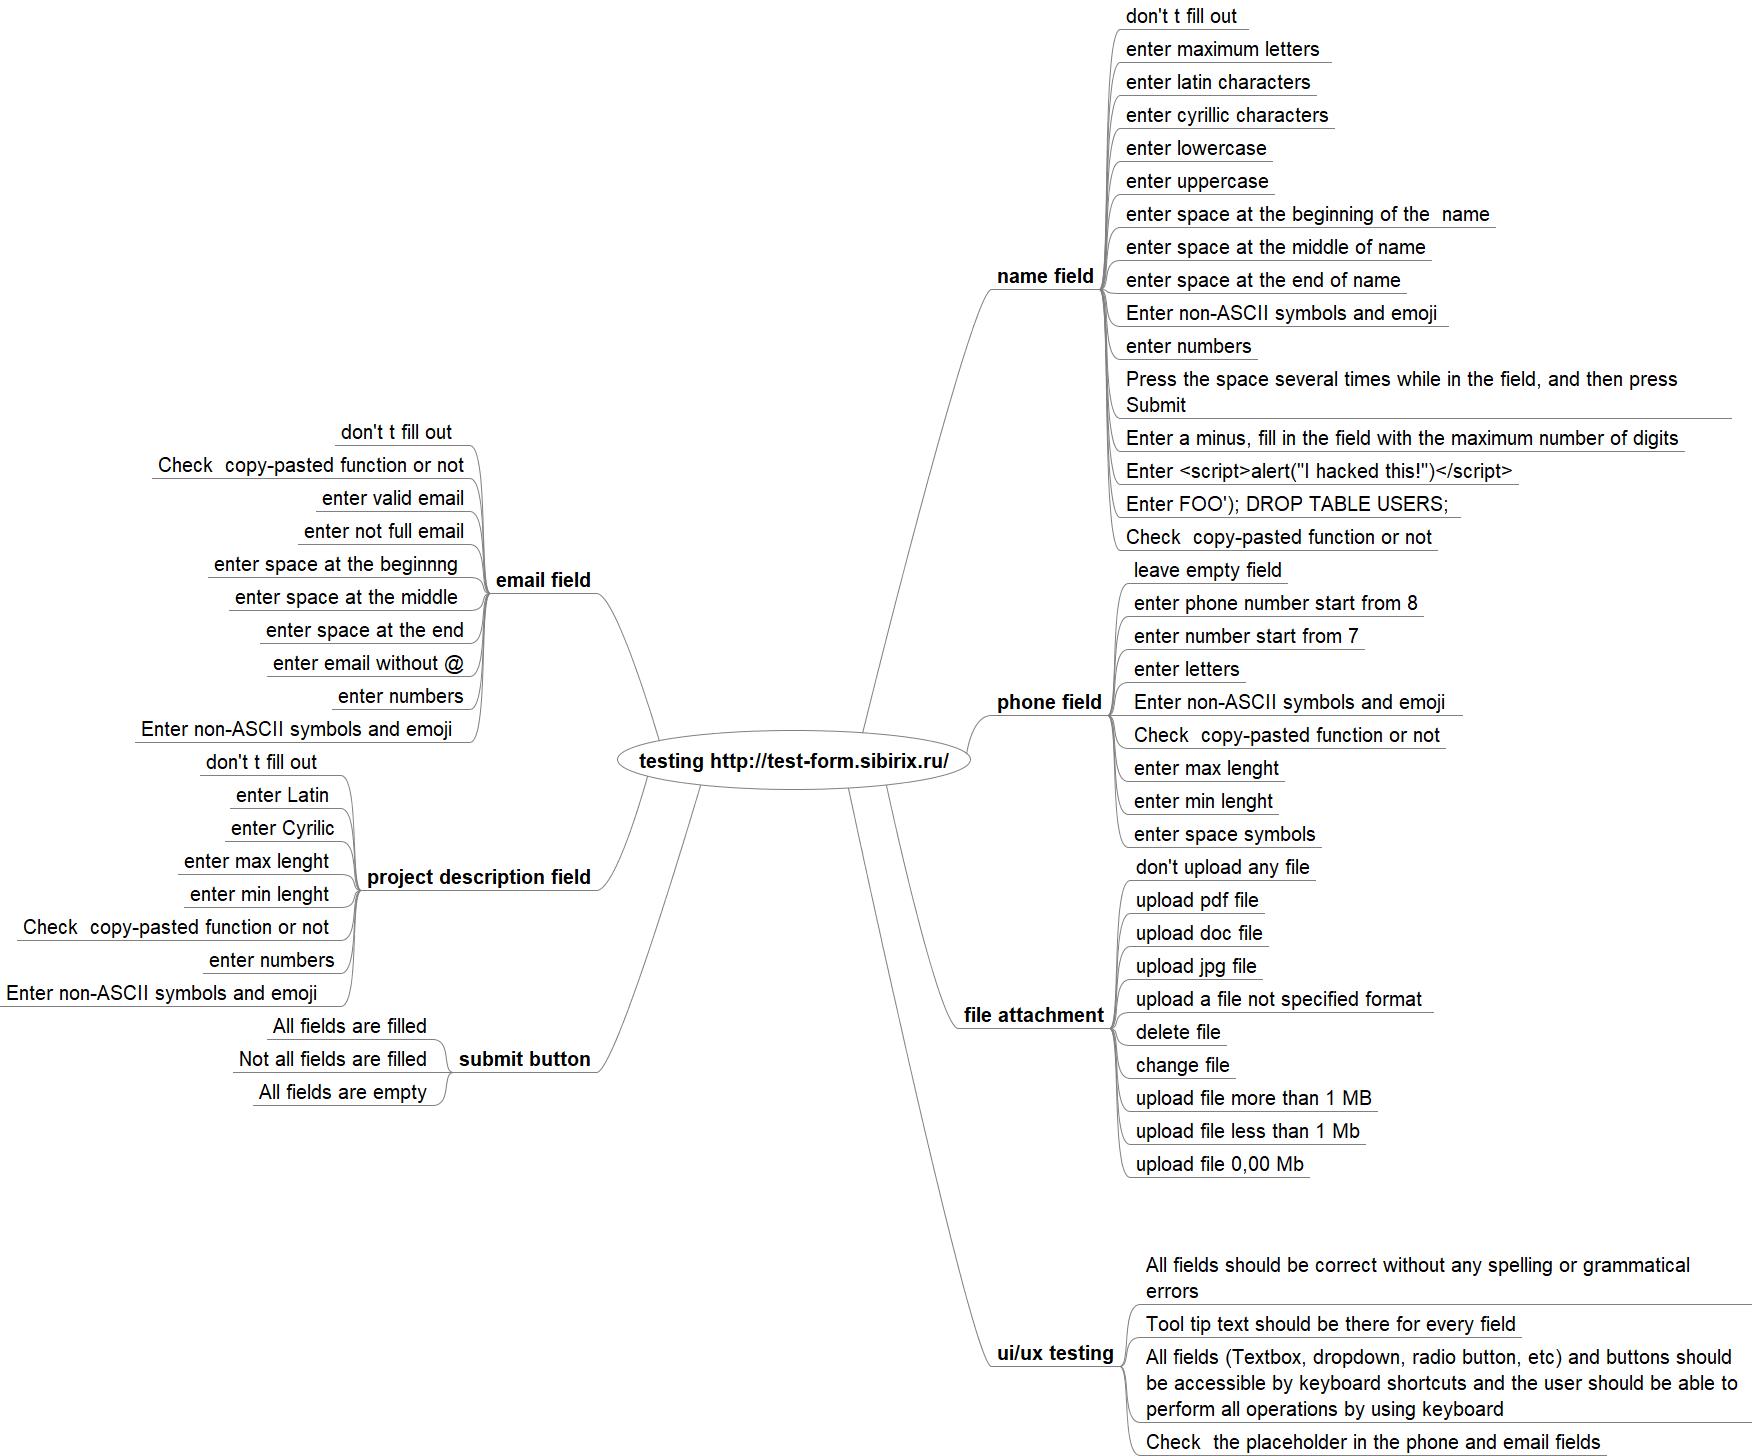 testing http://test-form.sibirix.ru/
name field
don't t fill out
enter maximum letters
enter latin characters
enter cyrillic characters
enter lowercase
enter uppercase
enter space at the beginning of the  name
enter space at the middle of name
enter space at the end of name
Enter non-ASCII symbols and emoji
enter numbers
Press the space several times while in the field, and then press
Submit
Enter a minus, fill in the field with the maximum number of digits
Enter <script>alert("I hacked this!")</script>
Enter FOO'); DROP TABLE USERS;
Check  copy-pasted function or not
phone field
leave empty field
enter phone number start from 8
enter number start from 7
enter letters
Enter non-ASCII symbols and emoji
Check  copy-pasted function or not
enter max lenght
enter min lenght
enter space symbols
file attachment
don't upload any file
upload pdf file
upload doc file
upload jpg file
upload a file not specified format
delete file
change file
upload file more than 1 MB
upload file less than 1 Mb
upload file 0,00 Mb
ui/ux testing
All fields should be correct without any spelling or grammatical
errors
Tool tip text should be there for every field
All fields (Textbox, dropdown, radio button, etc) and buttons should
be accessible by keyboard shortcuts and the user should be able to
perform all operations by using keyboard
Check  the placeholder in the phone and email fields
email field
don't t fill out
Check  copy-pasted function or not
enter valid email
enter not full email
enter space at the beginnng
enter space at the middle
enter space at the end
enter email without @
enter numbers
Enter non-ASCII symbols and emoji
project description field
don't t fill out
enter Latin
enter Cyrilic
enter max lenght
enter min lenght
Check  copy-pasted function or not
enter numbers
Enter non-ASCII symbols and emoji
submit button
All fields are filled
Not all fields are filled
All fields are empty